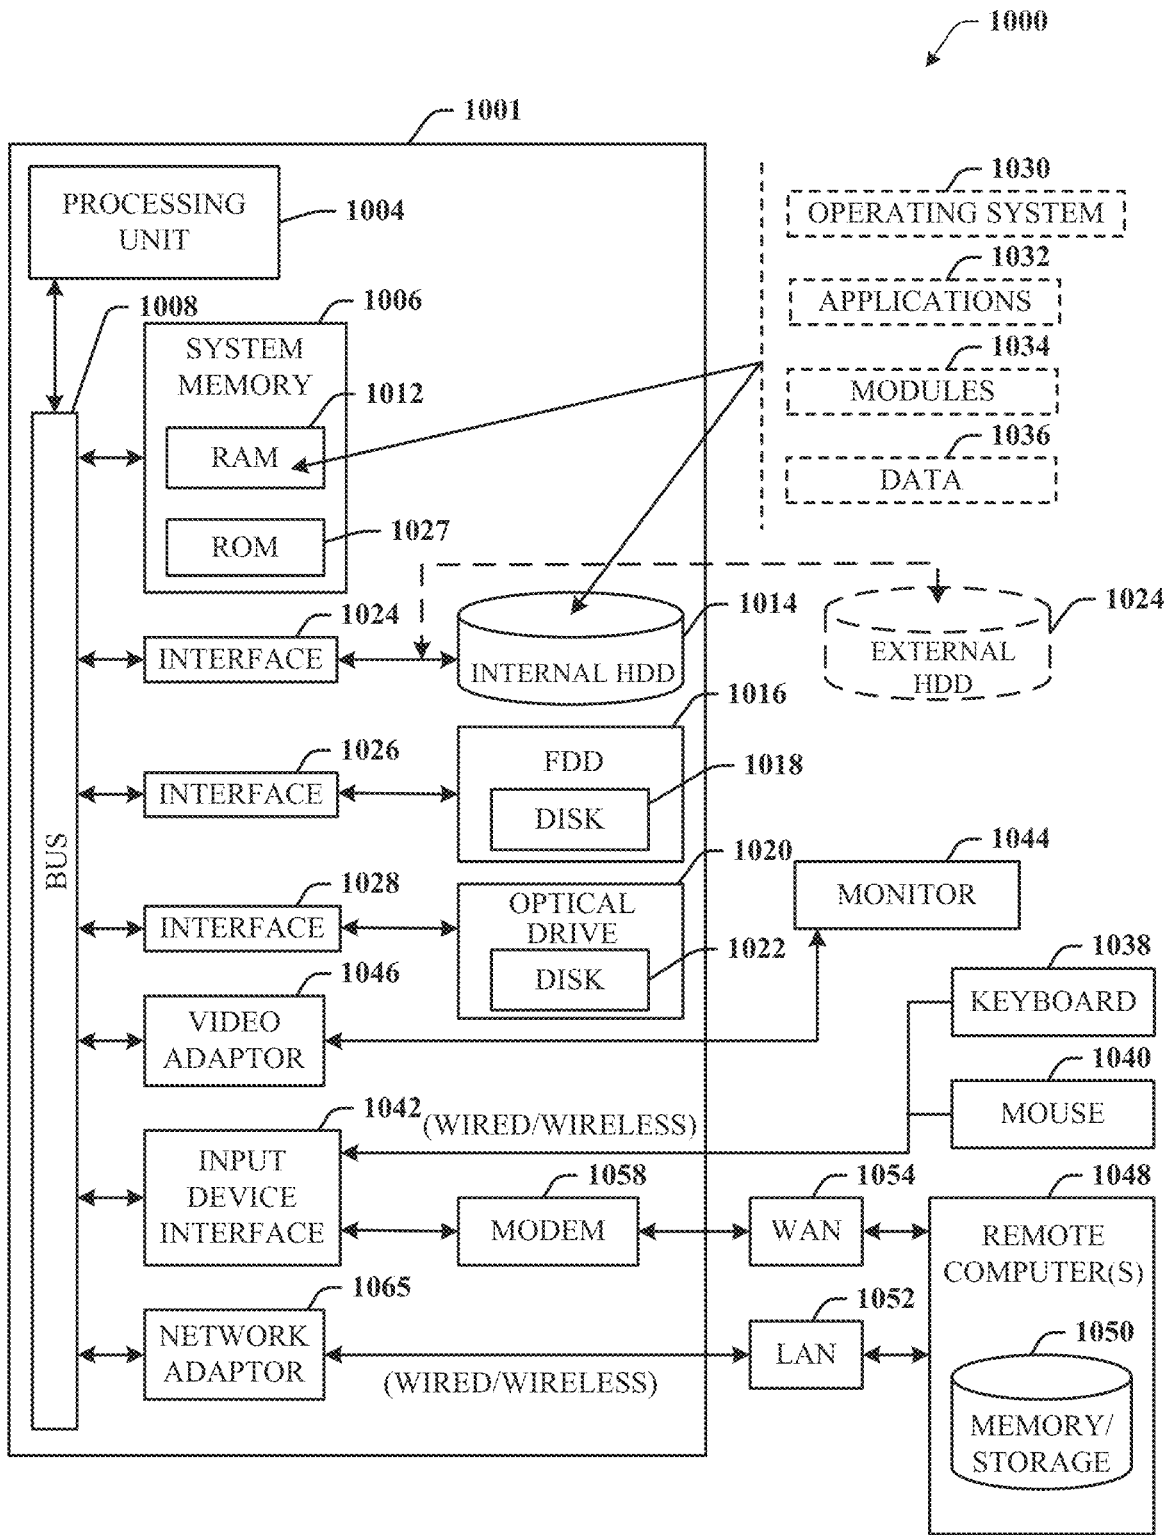 1000
1001
PROCESSING
UNIT
1004
1030
OPERATING SYSTEM
1032
APPLICATIONS
1034
MODULES
1036
DATA
1008
1006
SYSTEM
MEMORY
1012
RAM
1027
ROM
BUS
1024
INTERFACE
1014
INTERNAL HDD
1024
EXTERNAL
HDD
1016
FDD
1018
DISK
1026
INTERFACE
1020
OPTICAL
DRIVE
1022
DISK
1028
INTERFACE
1044
MONITOR
1046
VIDEO
ADAPTOR
1038
KEYBOARD
1040
MOUSE
1042
(WIRED/WIRELESS)
INPUT
DEVICE
INTERFACE
1058
MODEM
1054
WAN
1048
REMOTE
COMPUTER(S)
1065
NETWORK
ADAPTOR
(WIRED/WIRELESS)
1052
LAN
1050
MEMORY/
STORAGE